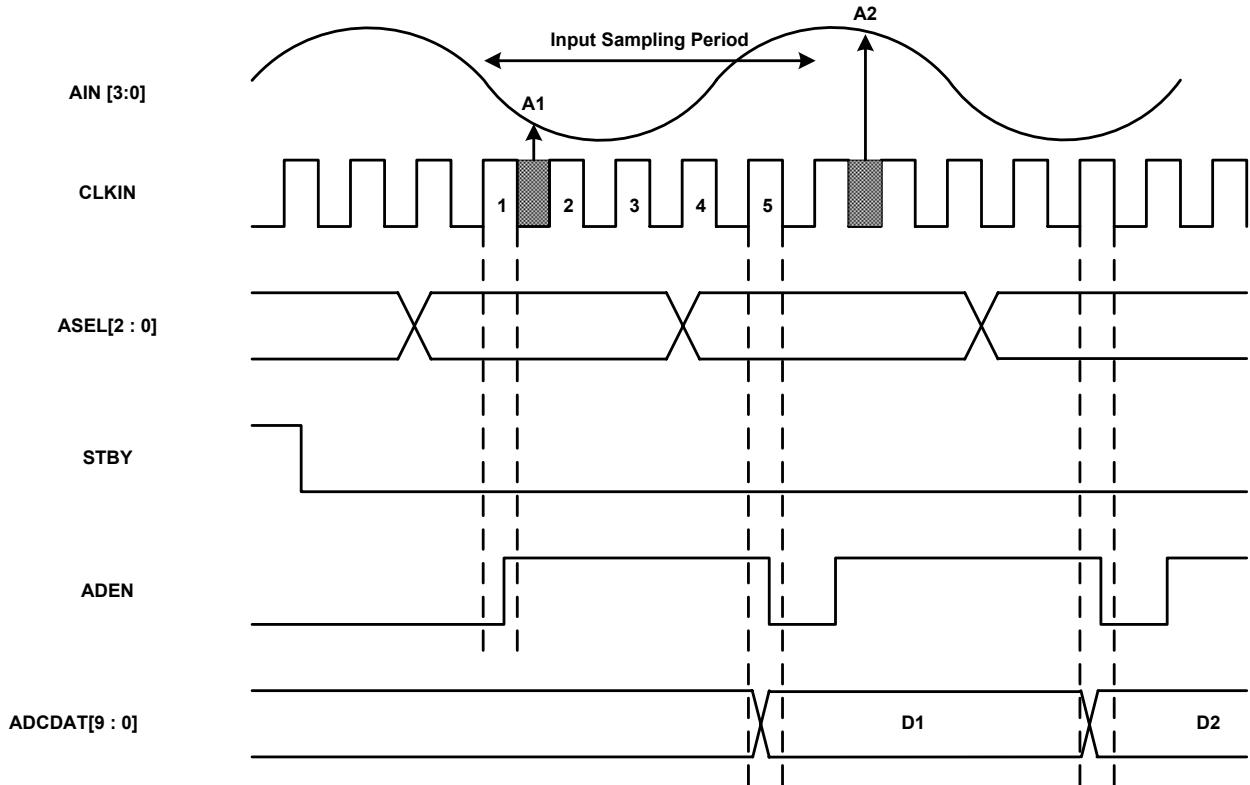 A2
Input Sampling Period
AIN [3:0]
A1
CLKIN
1 2 3 4 5
ASEL[2 : 0]
STBY
ADEN
ADCDAT[9 : 0]
D1 D2